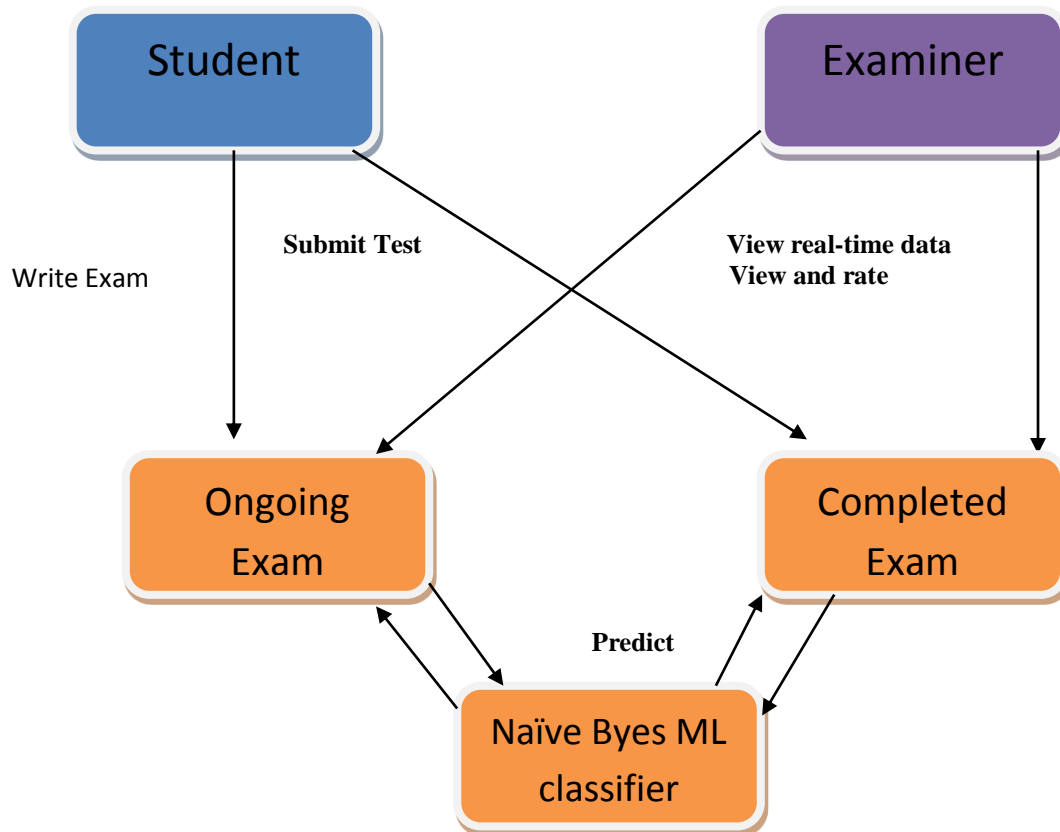 Student
Examiner
Submit Test
View real-time data
Write Exam
View and rate
Ongoing
Exam
Completed
Exam
Predict
Naïve Byes ML
classifier